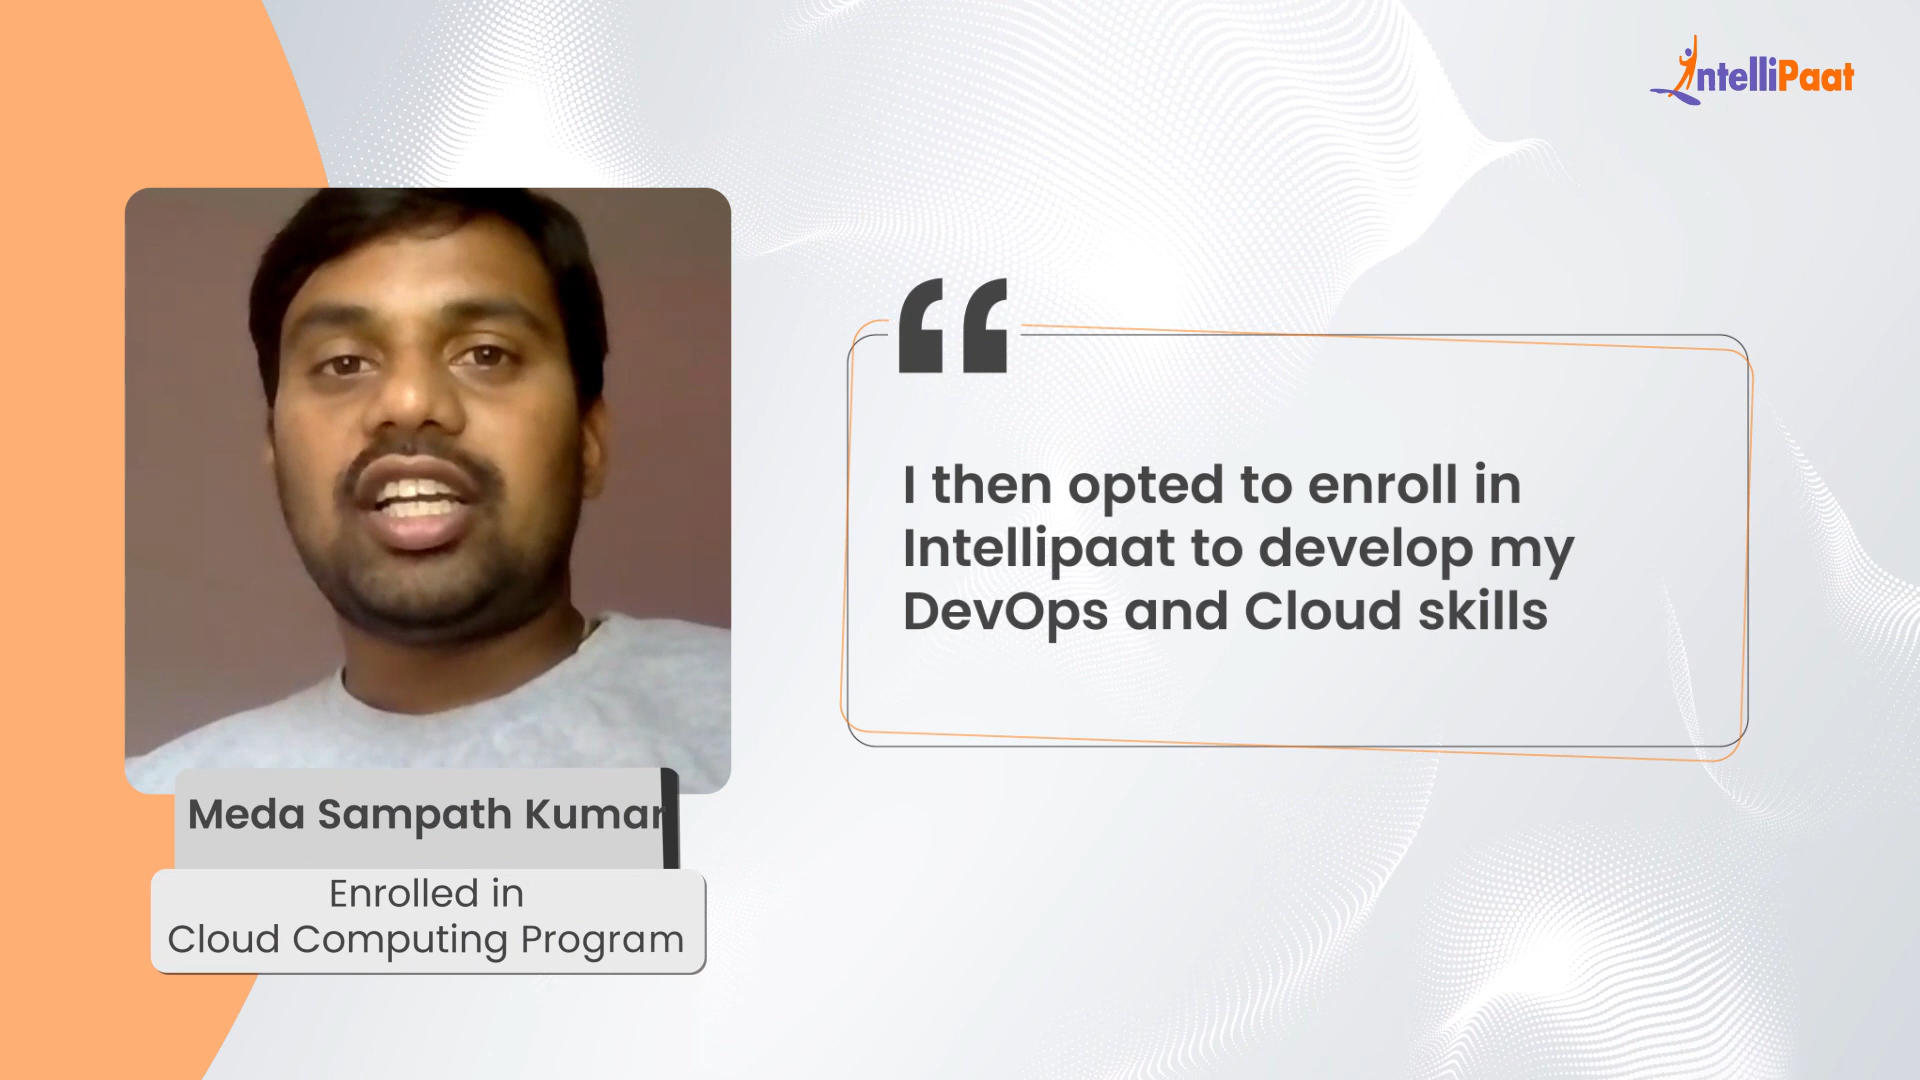 IntelliPaat
I then opted to enroll in
Intellipaat to develop my
DevOps and Cloud skills
Meda Sampath Kumar
Enrolled in
Cloud Computing Program